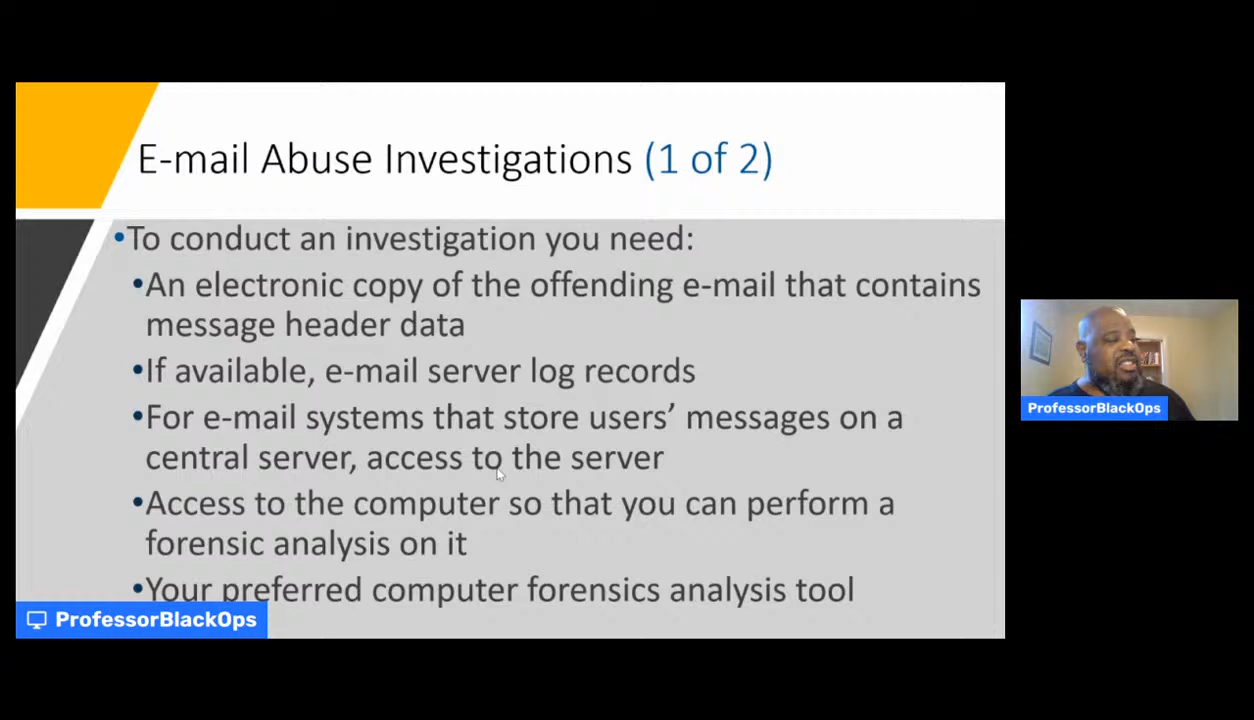 E-mail Abuse Investigations (1 of 2)
•To conduct an investigation you need:
•An electronic copy of the offending e-mail that contains
message header data
•If available, e-mail server log records
•For e-mail systems that store users’ messages on a
central server, access to the server
•Access to the computer so that you can perform a
forensic analysis on it
•Your preferred computer forensics analysis tool
ProfessorBlackOps
ProfessorBlackOps